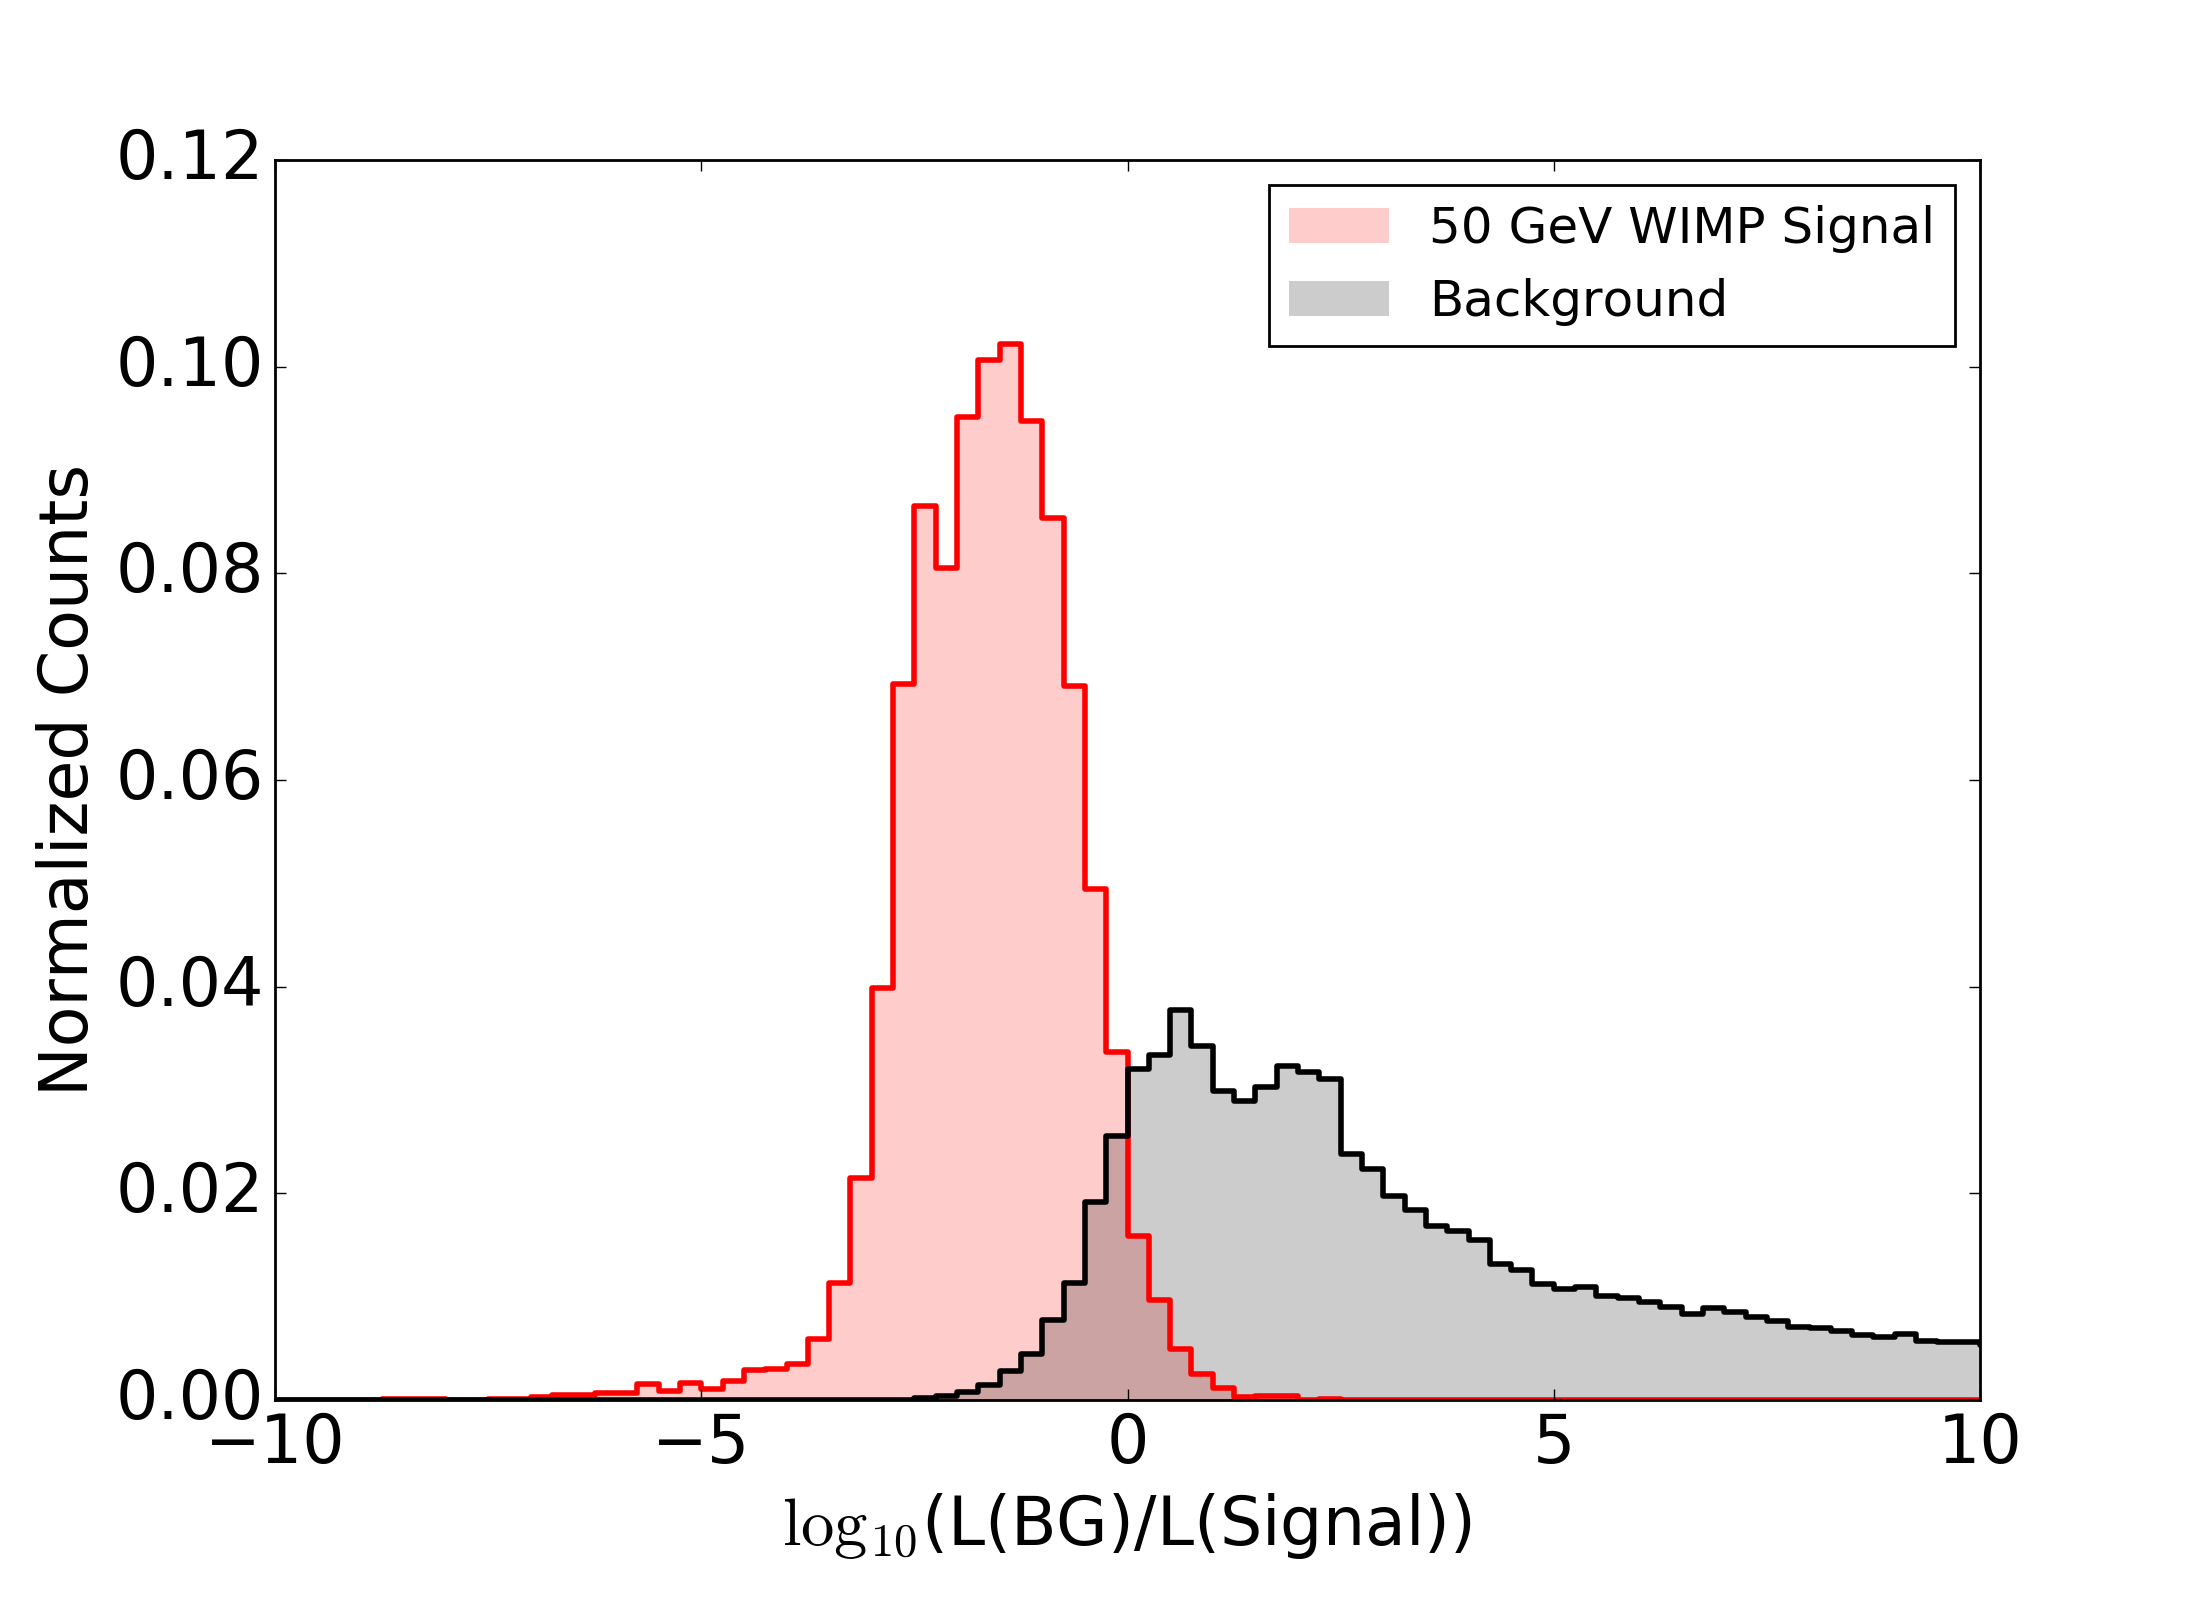 0.12
0.10
0.08
0.06
0.04
0.02
0.00
Normalized Counts
50 GeV WIMP Signal
Background
−10 −5 0 5 10
log₁₀(L(BG)/L(Signal))